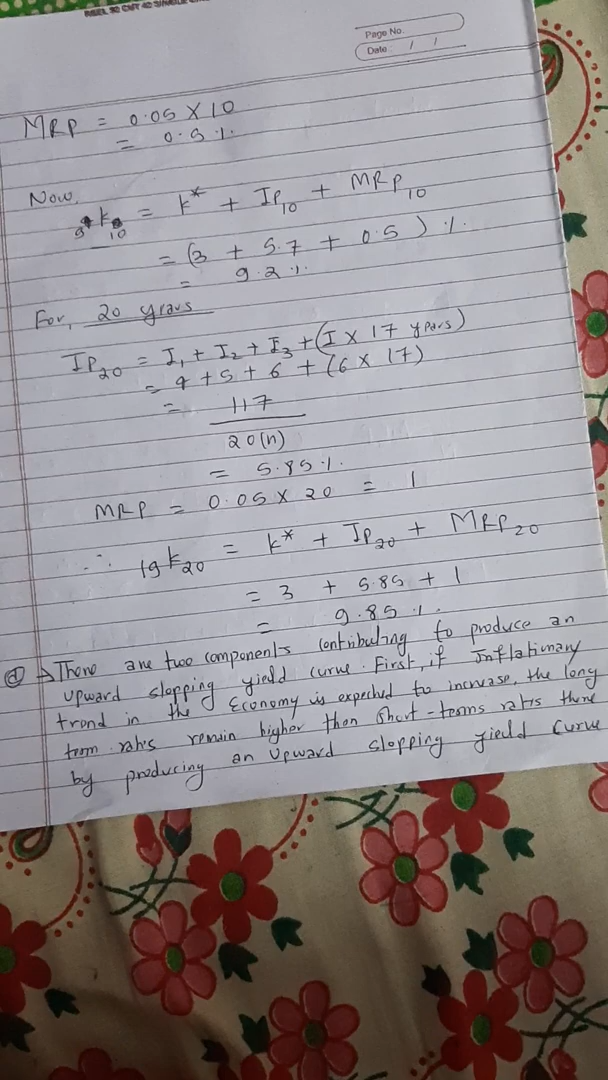 Page No.
Date / /
MRP = 0.05 X 10
= 0.5 %.
Now,
k10 = k* + IP10 + MRP10
= (3 + 5.7 + 0.5) %.
= 9.2 %.
For, 20 years
IP20 = I1 + I2 + I3 + (I X 17 years)
= 4 + 5 + 6 + (6 X 17)
= 117
20(n)
= 5.85 %.
MRP = 0.05 X 20 = 1
∴ k20 = k* + IP20 + MRP20
= 3 + 5.85 + 1
= 9.85 %.
There are two components contributing to produce an
upward slopping yield curve. First, if Inflationary
trend in the Economy is expected to increase, the long
term rates remain higher than short-terms rates there
by producing an upward slopping yield curve